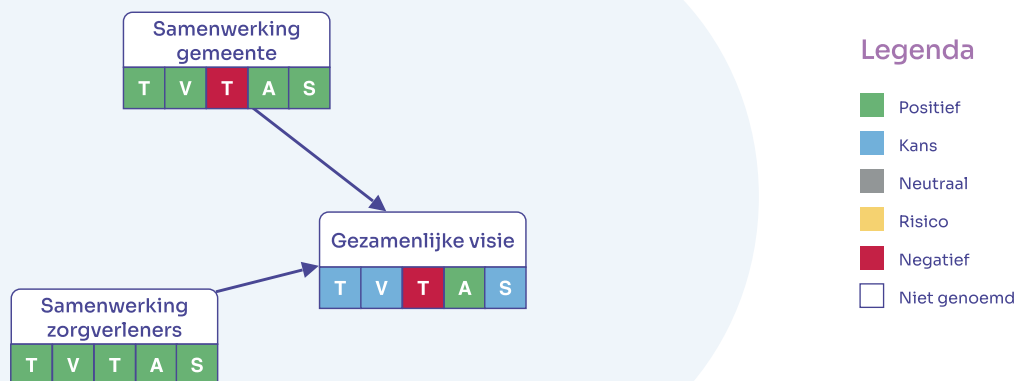 Samenwerking
gemeente
T V T A S
Gezamenlijke visie
T V T A S
Samenwerking
zorgverleners
T V T A S
Legenda
Positief
Kans
Neutraal
Risico
Negatief
Niet genoemd